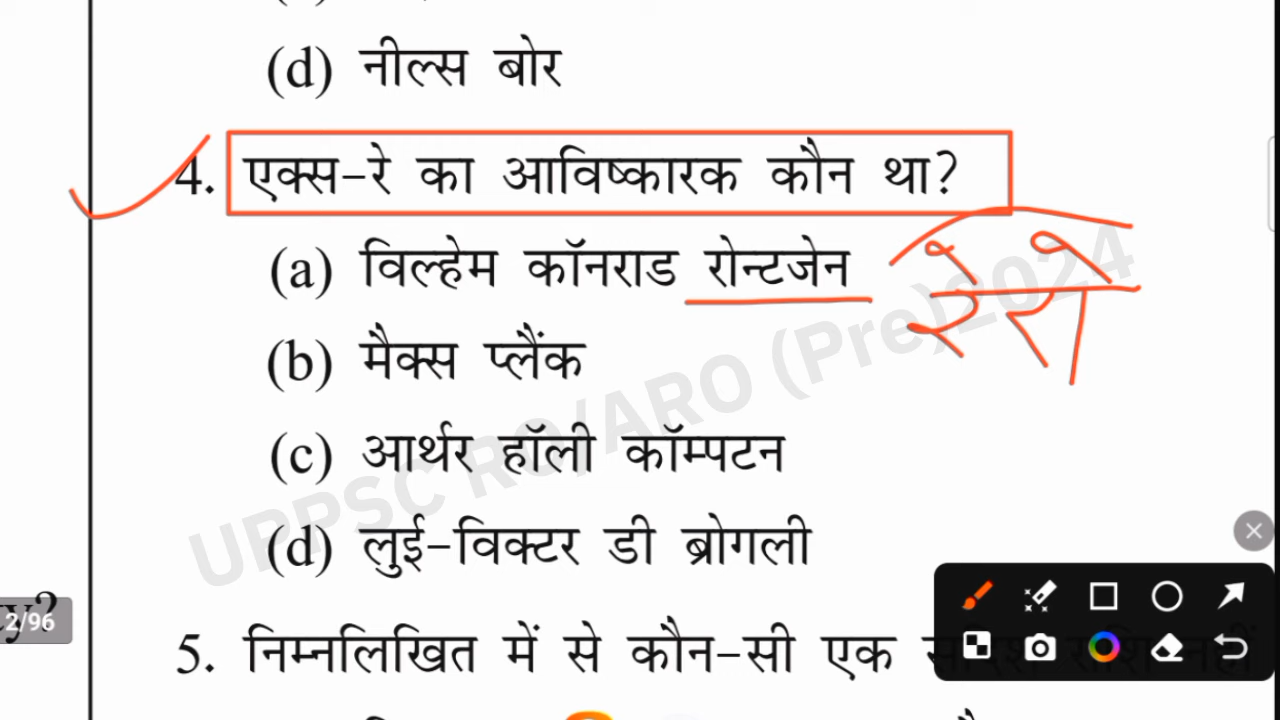 (d) नील्स बोर
4. एक्स-रे का आविष्कारक कौन था?
(a) विल्हेम कॉनराड रोन्टजेन
(b) मैक्स प्लैंक
(c) आर्थर हॉली कॉम्पटन
(d) लुई-विक्टर डी ब्रोगली
UPPSC RO/ARO (Pre) 2024
2/96
5. निम्नलिखित में से कौन-सी एक